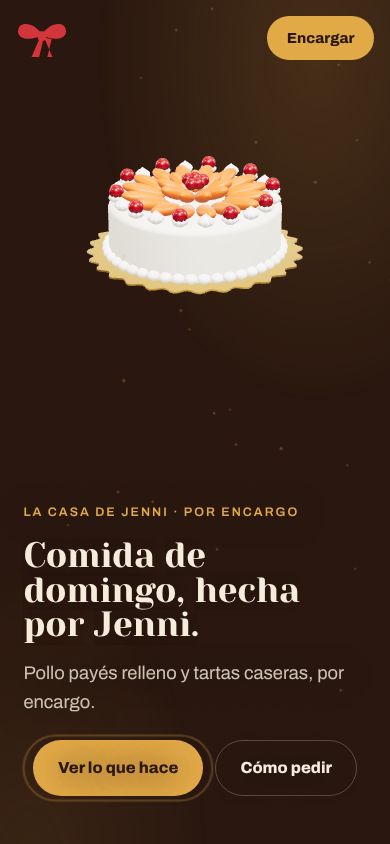 Encargar
LA CASA DE JENNI · POR ENCARGO
Comida de
domingo, hecha
por Jenni.
Pollo payés relleno y tartas caseras, por
encargo.
Ver lo que hace
Cómo pedir